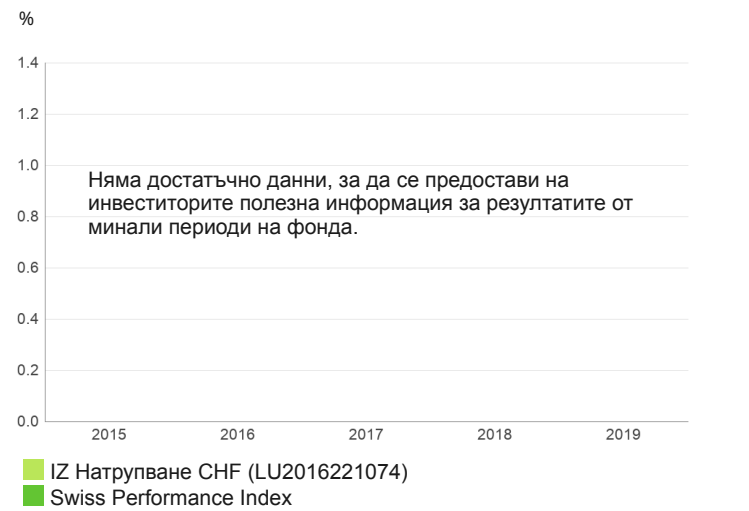 %
1.4
1.2
1.0
Няма достатъчно данни, за да се предостави на
инвеститорите полезна информация за резултатите от
минали периоди на фонда.
0.8
0.6
0.4
0.2
0.0
2015 2016 2017 2018 2019
IZ Натрупване CHF (LU2016221074)
Swiss Performance Index